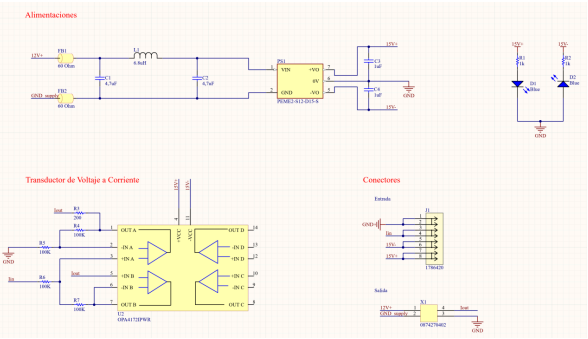 Alimentaciones
12V+
FB1
60 Ohm
L1
6.8uH
C1
4.7uF
C2
4.7uF
GND_supply
FB2
60 Ohm
PS1
1 VIN +VO 7
0V 6
2 GND -VO 5
PEME2-S12-D15-S
15V+
C3
1uF
C4
1uF
15V-
GND
15V+
R1
1k
D1
Blue
15V-
R2
1k
D2
Blue
GND
Transductor de Voltaje a Corriente
15V+
15V-
4 +VCC
11 -VCC
Iout
R3
200
R4
100K
R5
100K
GND
Iin
R6
100K
Iout
R7
100K
1 OUT A OUT D 14
2 -IN A -IN D 13
3 +IN A +IN D 12
5 +IN B +IN C 10
6 -IN B -IN C 9
7 OUT B OUT C 8
U2
OPA4172IPWR
Conectores
Entrada
J1
GND
Iin
15V-
15V+
1
2
3
4
5
6
7
8
1786420
Salida
X1
12V+ 1 4 Iout
GND_supply 2 3
GND
0874270402